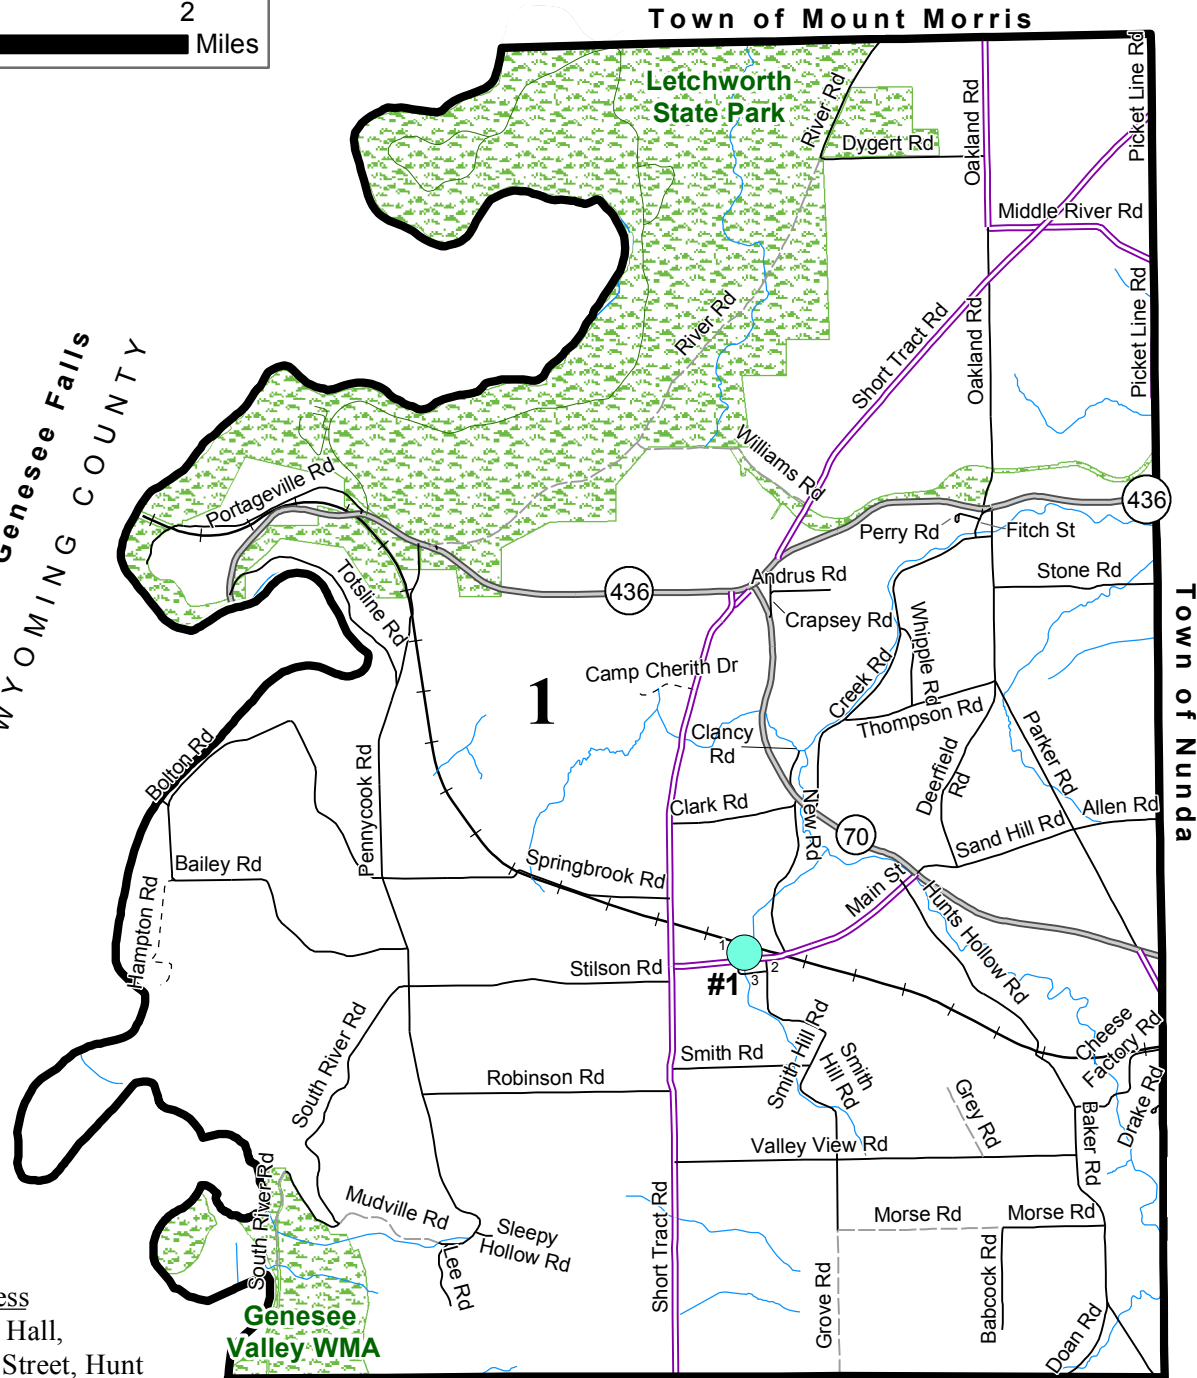 2
Miles
Town of Mount Morris
Letchworth
State Park
River Rd
Dygert Rd
Oakland Rd
Picket Line Rd
Middle River Rd
River Rd
Short Tract Rd
Oakland Rd
Picket Line Rd
Genesee Falls
WYOMING COUNTY
Williams Rd
Portageville Rd
436
Perry Rd
Fitch St
Totsline Rd
436
Andrus Rd
Stone Rd
Crapsey Rd
Whipple Rd
Town of Nunda
Camp Cherith Dr
1
Creek Rd
Clancy
Rd
Thompson Rd
Parker Rd
Bolton Rd
Pennycook Rd
Deerfield
Rd
Clark Rd
New Rd
Allen Rd
70
Sand Hill Rd
Bailey Rd
Springbrook Rd
Main St
Hampton Rd
Hunts Hollow Rd
1
2
3
Stilson Rd
#1
South River Rd
Smith Rd
Smith Hill Rd
Smith
Hill Rd
Cheese
Factory Rd
Robinson Rd
Grey Rd
Baker Rd
Drake Rd
Valley View Rd
South River Rd
Mudville Rd
Sleepy
Hollow Rd
Lee Rd
Short Tract Rd
Morse Rd
Morse Rd
Grove Rd
Babcock Rd
Doan Rd
Genesee
Valley WMA
ess
Hall,
Street, Hunt